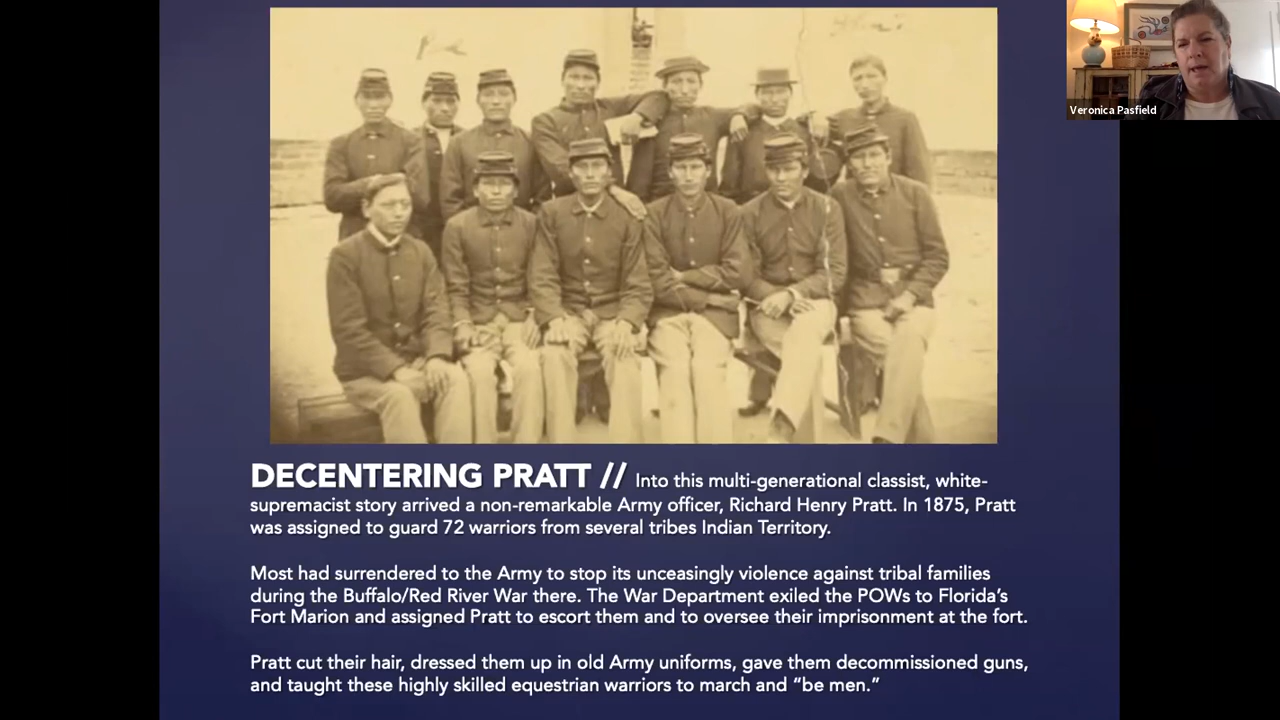 Veronica Pasfield
DECENTERING PRATT // Into this multi-generational classist, white-
supremacist story arrived a non-remarkable Army officer, Richard Henry Pratt. In 1875, Pratt
was assigned to guard 72 warriors from several tribes Indian Territory.
Most had surrendered to the Army to stop its unceasingly violence against tribal families
during the Buffalo/Red River War there. The War Department exiled the POWs to Florida’s
Fort Marion and assigned Pratt to escort them and to oversee their imprisonment at the fort.
Pratt cut their hair, dressed them up in old Army uniforms, gave them decommissioned guns,
and taught these highly skilled equestrian warriors to march and “be men.”